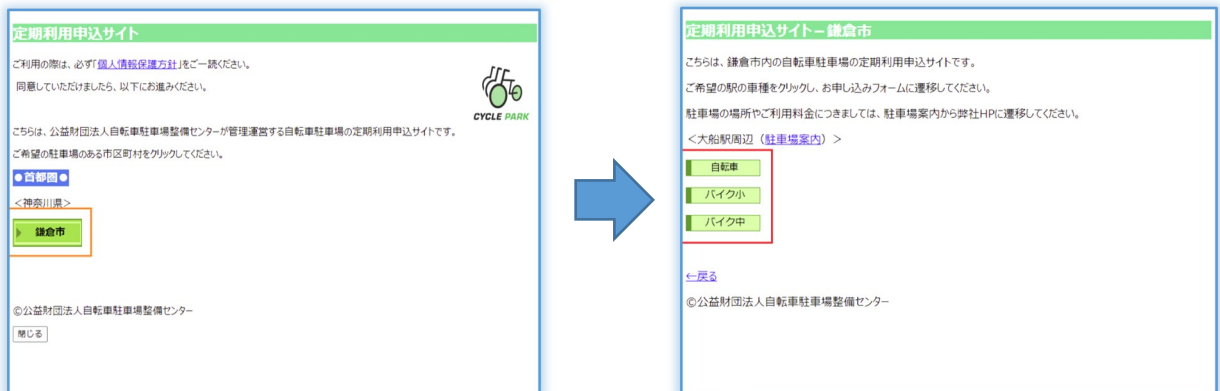 定期利用申込サイト
ご利用の際は、必ず「個人情報保護方針」をご一読ください。
同意していただけましたら、以下にお進みください。
CYCLE PARK
こちらは、公益財団法人自転車駐車場整備センターが管理運営する自転車駐車場の定期利用申込サイトです。
ご希望の駐車場のある市区町村をクリックしてください。
●首都圏●
＜神奈川県＞
鎌倉市
©公益財団法人自転車駐車場整備センター
閉じる
定期利用申込サイト－鎌倉市
こちらは、鎌倉市内の自転車駐車場の定期利用申込サイトです。
ご希望の駅の車種をクリックし、お申し込みフォームに遷移してください。
駐車場の場所やご利用料金につきましては、駐車場案内から弊社HPに遷移してください。
＜大船駅周辺（駐車場案内）＞
自転車
バイク小
バイク中
←戻る
©公益財団法人自転車駐車場整備センター